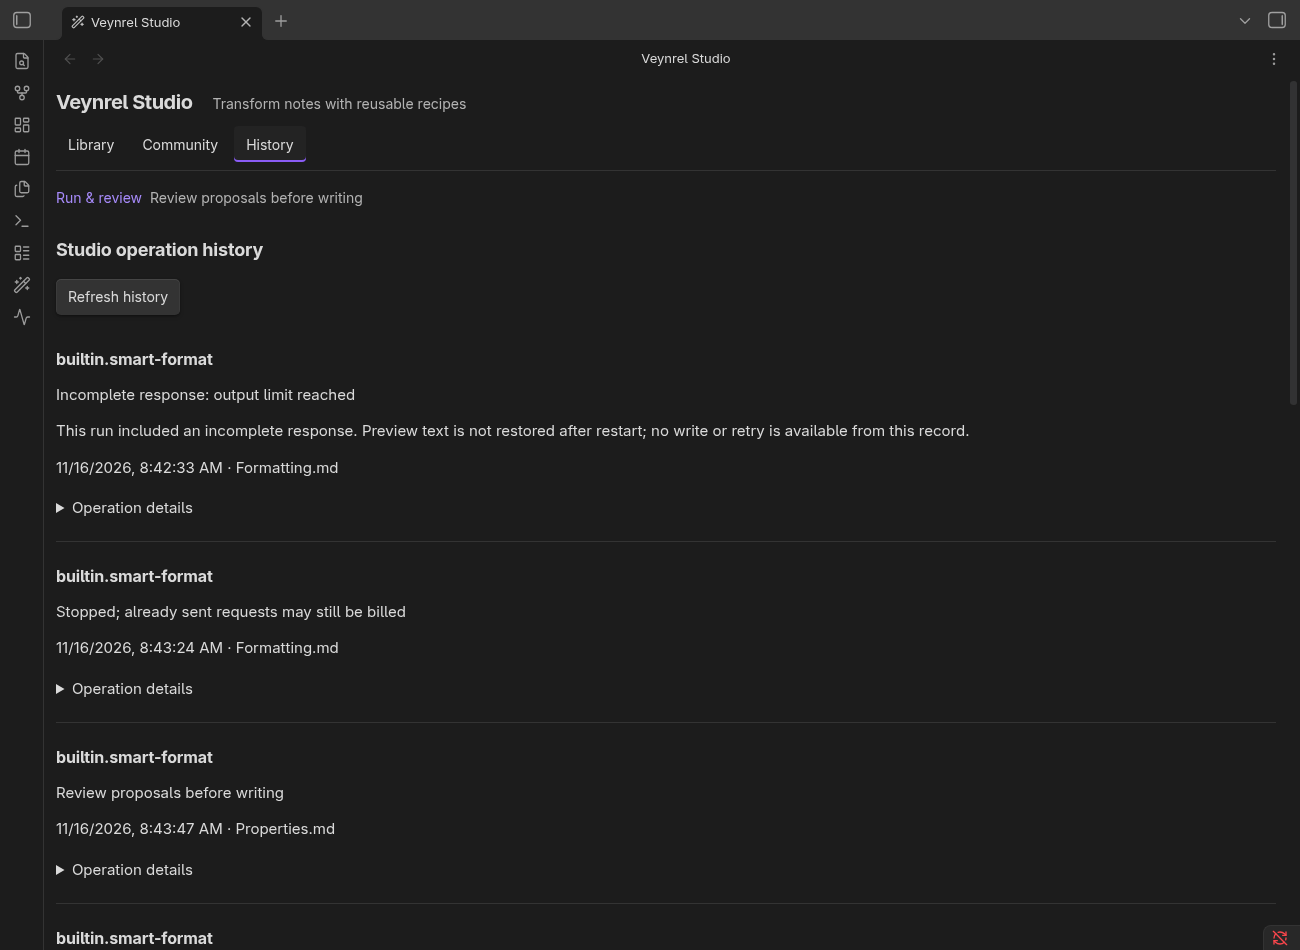 Veynrel Studio
Veynrel Studio
Veynrel Studio Transform notes with reusable recipes
Library Community History
Run & review Review proposals before writing
Studio operation history
Refresh history
builtin.smart-format
Incomplete response: output limit reached
This run included an incomplete response. Preview text is not restored after restart; no write or retry is available from this record.
11/16/2026, 8:42:33 AM · Formatting.md
Operation details
builtin.smart-format
Stopped; already sent requests may still be billed
11/16/2026, 8:43:24 AM · Formatting.md
Operation details
builtin.smart-format
Review proposals before writing
11/16/2026, 8:43:47 AM · Properties.md
Operation details
builtin.smart-format